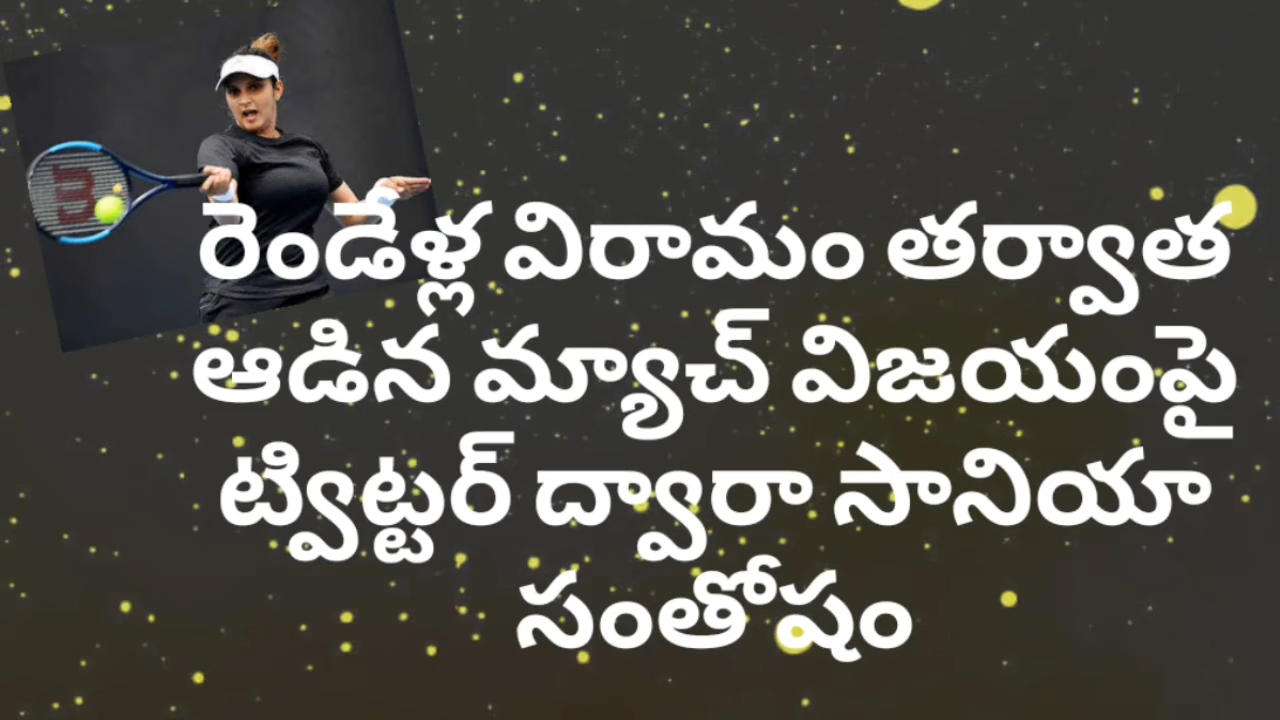 రెండేళ్ల విరామం తర్వాత
ఆడిన మ్యాచ్ విజయంపై
ట్విట్టర్ ద్వారా సానియా
సంతోషం